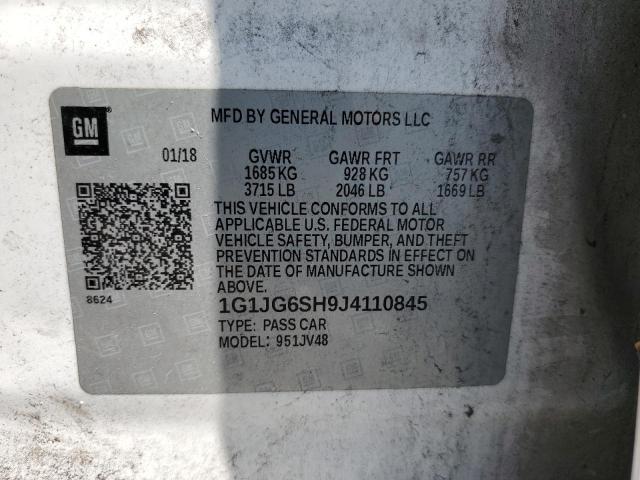 GM
MFD BY GENERAL MOTORS LLC
01/18 GVWR GAWR FRT GAWR RR
1685 KG 928 KG 757 KG
3715 LB 2046 LB 1669 LB
THIS VEHICLE CONFORMS TO ALL
APPLICABLE U.S. FEDERAL MOTOR
VEHICLE SAFETY, BUMPER, AND THEFT
PREVENTION STANDARDS IN EFFECT ON
THE DATE OF MANUFACTURE SHOWN
ABOVE.
8624
1G1JG6SH9J4110845
TYPE: PASS CAR
MODEL: 951JV48